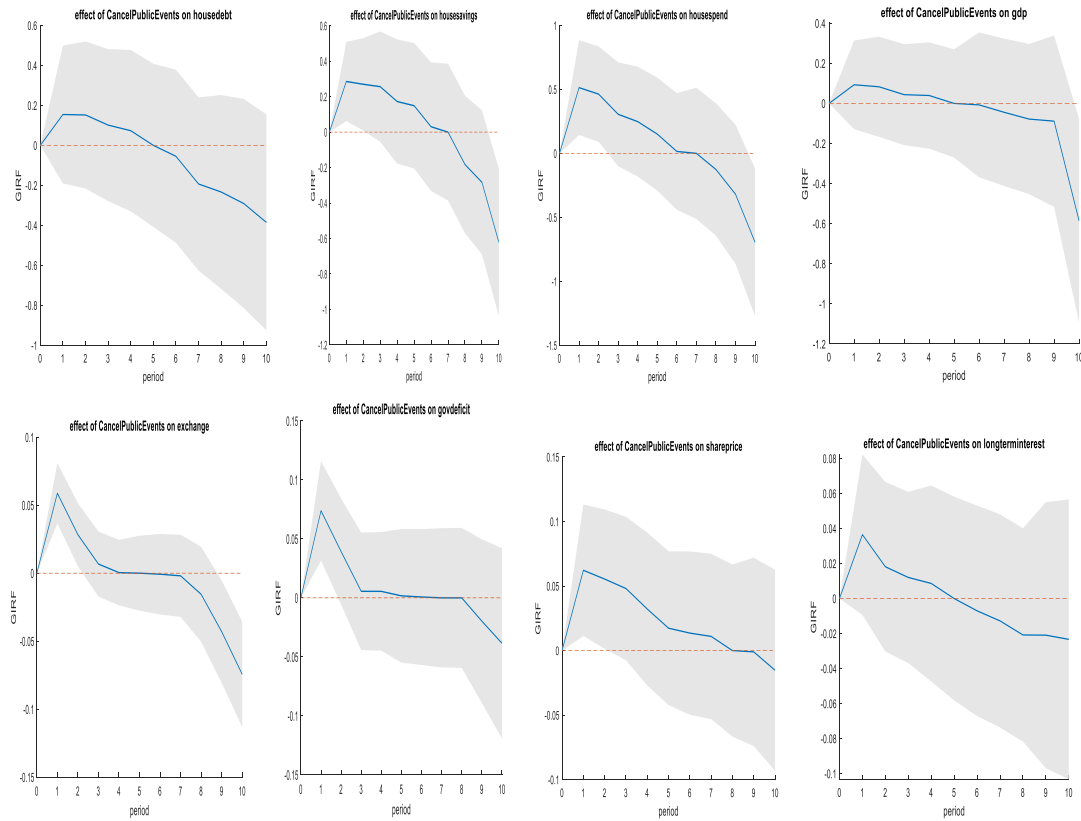 effect of CancelPublicEvents on housedebt
0.6
0.4
0.2
0
-0.2
-0.4
-0.6
-0.8
-1
GIRF
0 1 2 3 4 5 6 7 8 9 10
period
effect of CancelPublicEvents on housesavings
0.6
0.4
0.2
0
-0.2
-0.4
-0.6
-0.8
-1
-1.2
GIRF
0 1 2 3 4 5 6 7 8 9 10
period
effect of CancelPublicEvents on housespend
1
0.5
0
-0.5
-1
-1.5
GIRF
0 1 2 3 4 5 6 7 8 9 10
period
effect of CancelPublicEvents on gdp
0.4
0.2
0
-0.2
-0.4
-0.6
-0.8
-1
-1.2
GIRF
0 1 2 3 4 5 6 7 8 9 10
period
effect of CancelPublicEvents on exchange
0.1
0.05
0
-0.05
-0.1
-0.15
GIRF
0 1 2 3 4 5 6 7 8 9 10
period
effect of CancelPublicEvents on govdeficit
0.15
0.1
0.05
0
-0.05
-0.1
-0.15
GIRF
0 1 2 3 4 5 6 7 8 9 10
period
effect of CancelPublicEvents on shareprice
0.15
0.1
0.05
0
-0.05
-0.1
GIRF
0 1 2 3 4 5 6 7 8 9 10
period
effect of CancelPublicEvents on longterminterest
0.08
0.06
0.04
0.02
0
-0.02
-0.04
-0.06
-0.08
-0.1
GIRF
0 1 2 3 4 5 6 7 8 9 10
period